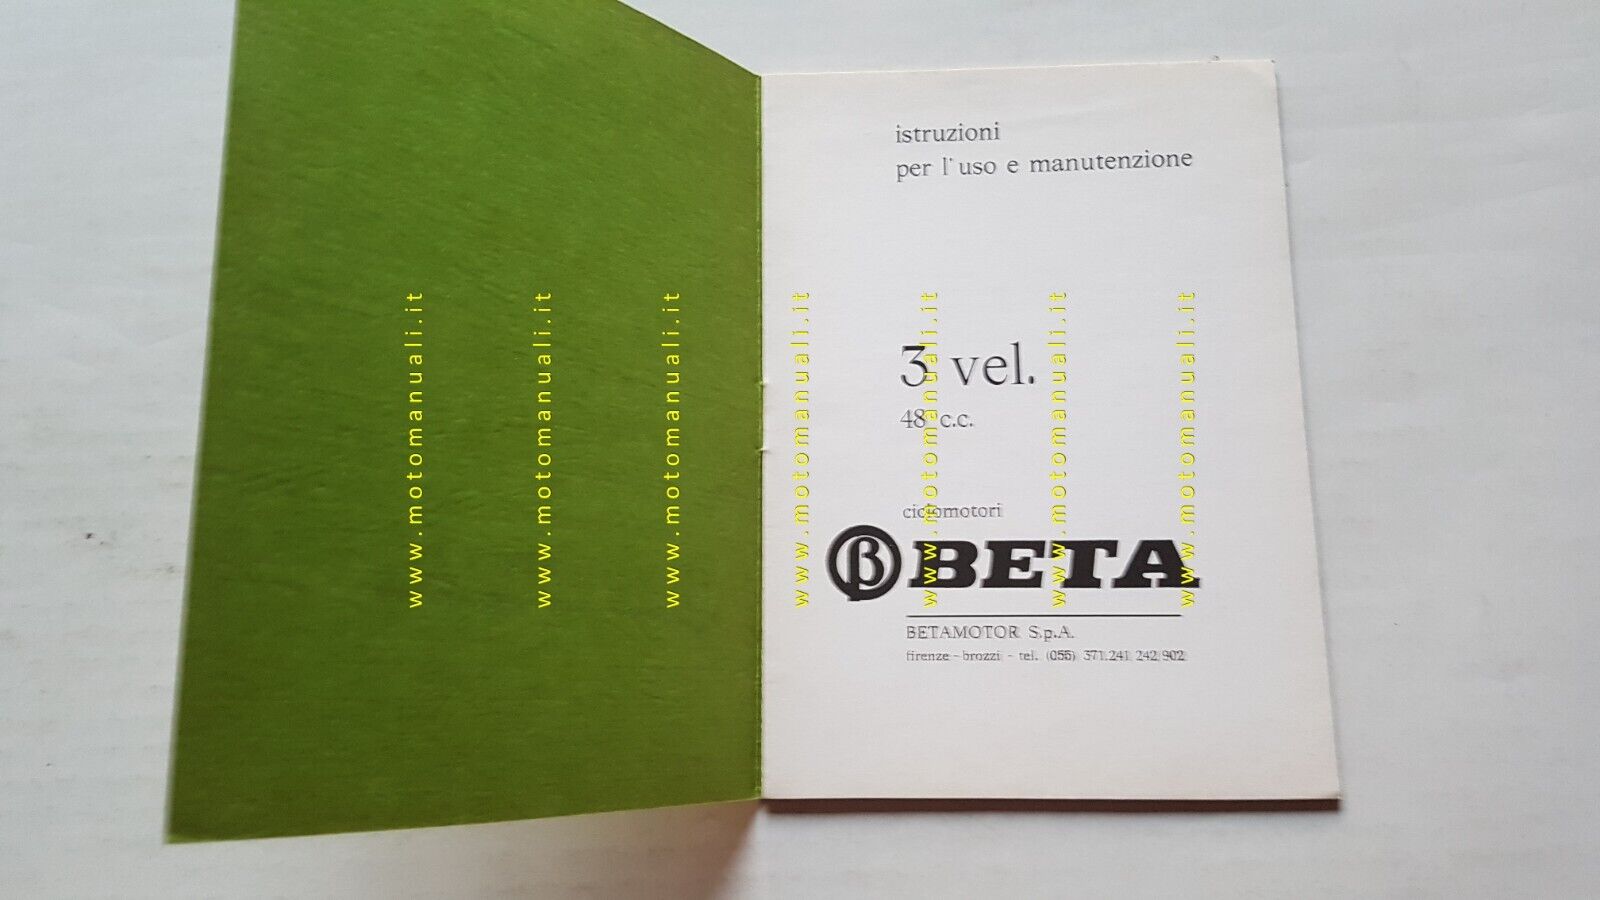 istruzioni
per l'uso e manutenzione
3 vel.
48 c.c.
ciclomotori
β BETA
BETAMOTOR S.p.A.
firenze - brozzi - tel. (055) 371.241 242.902
www.motomanuali.it
www.motomanuali.it
www.motomanuali.it
www.motomanuali.it
www.motomanuali.it
www.motomanuali.it
www.motomanuali.it